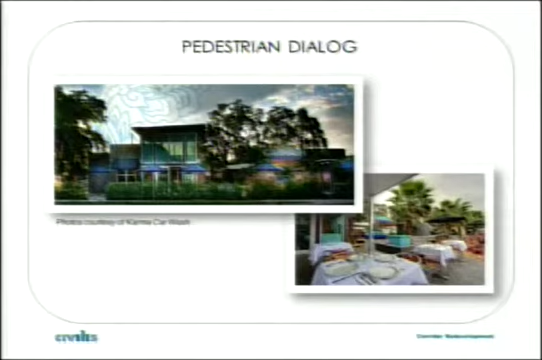 PEDESTRIAN DIALOG
Photos courtesy of Karma Car Wash
civitas
Corridor Redevelopment